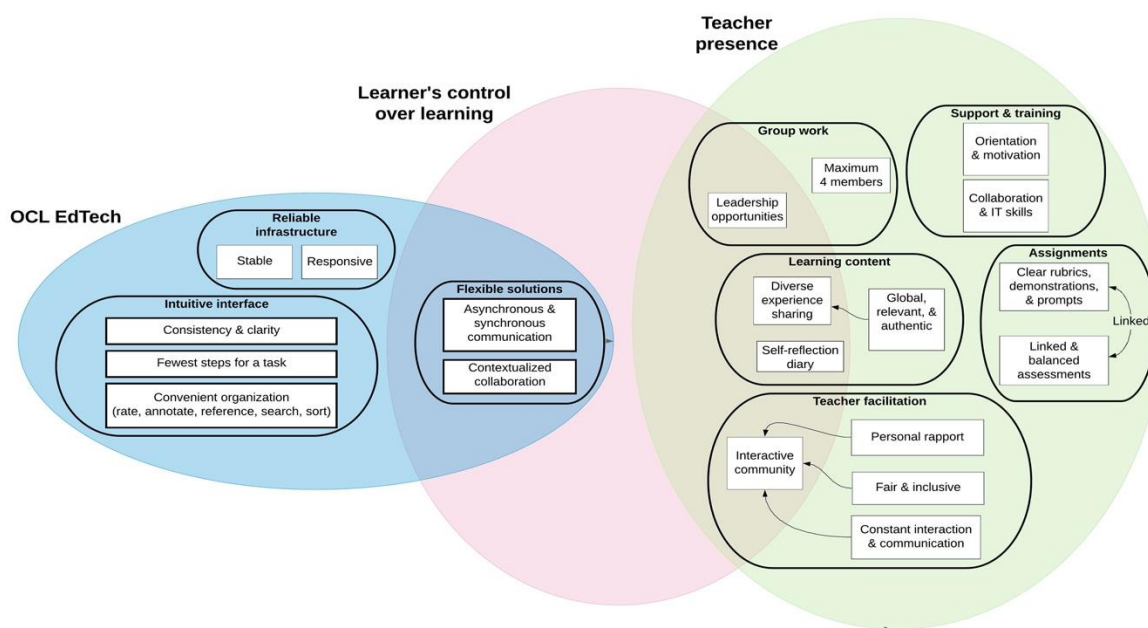 Teacher
presence
Learner's control
over learning
OCL EdTech
Reliable
infrastructure
Stable
Responsive
Intuitive interface
Consistency & clarity
Fewest steps for a task
Convenient organization
(rate, annotate, reference, search, sort)
Flexible solutions
Asynchronous &
synchronous
communication
Contextualized
collaboration
Group work
Maximum
4 members
Leadership
opportunities
Support & training
Orientation
& motivation
Collaboration
& IT skills
Learning content
Diverse
experience
sharing
Global,
relevant, &
authentic
Self-reflection
diary
Assignments
Clear rubrics,
demonstrations,
& prompts
Linked
Linked &
balanced
assessments
Teacher facilitation
Interactive
community
Personal rapport
Fair & inclusive
Constant interaction
& communication